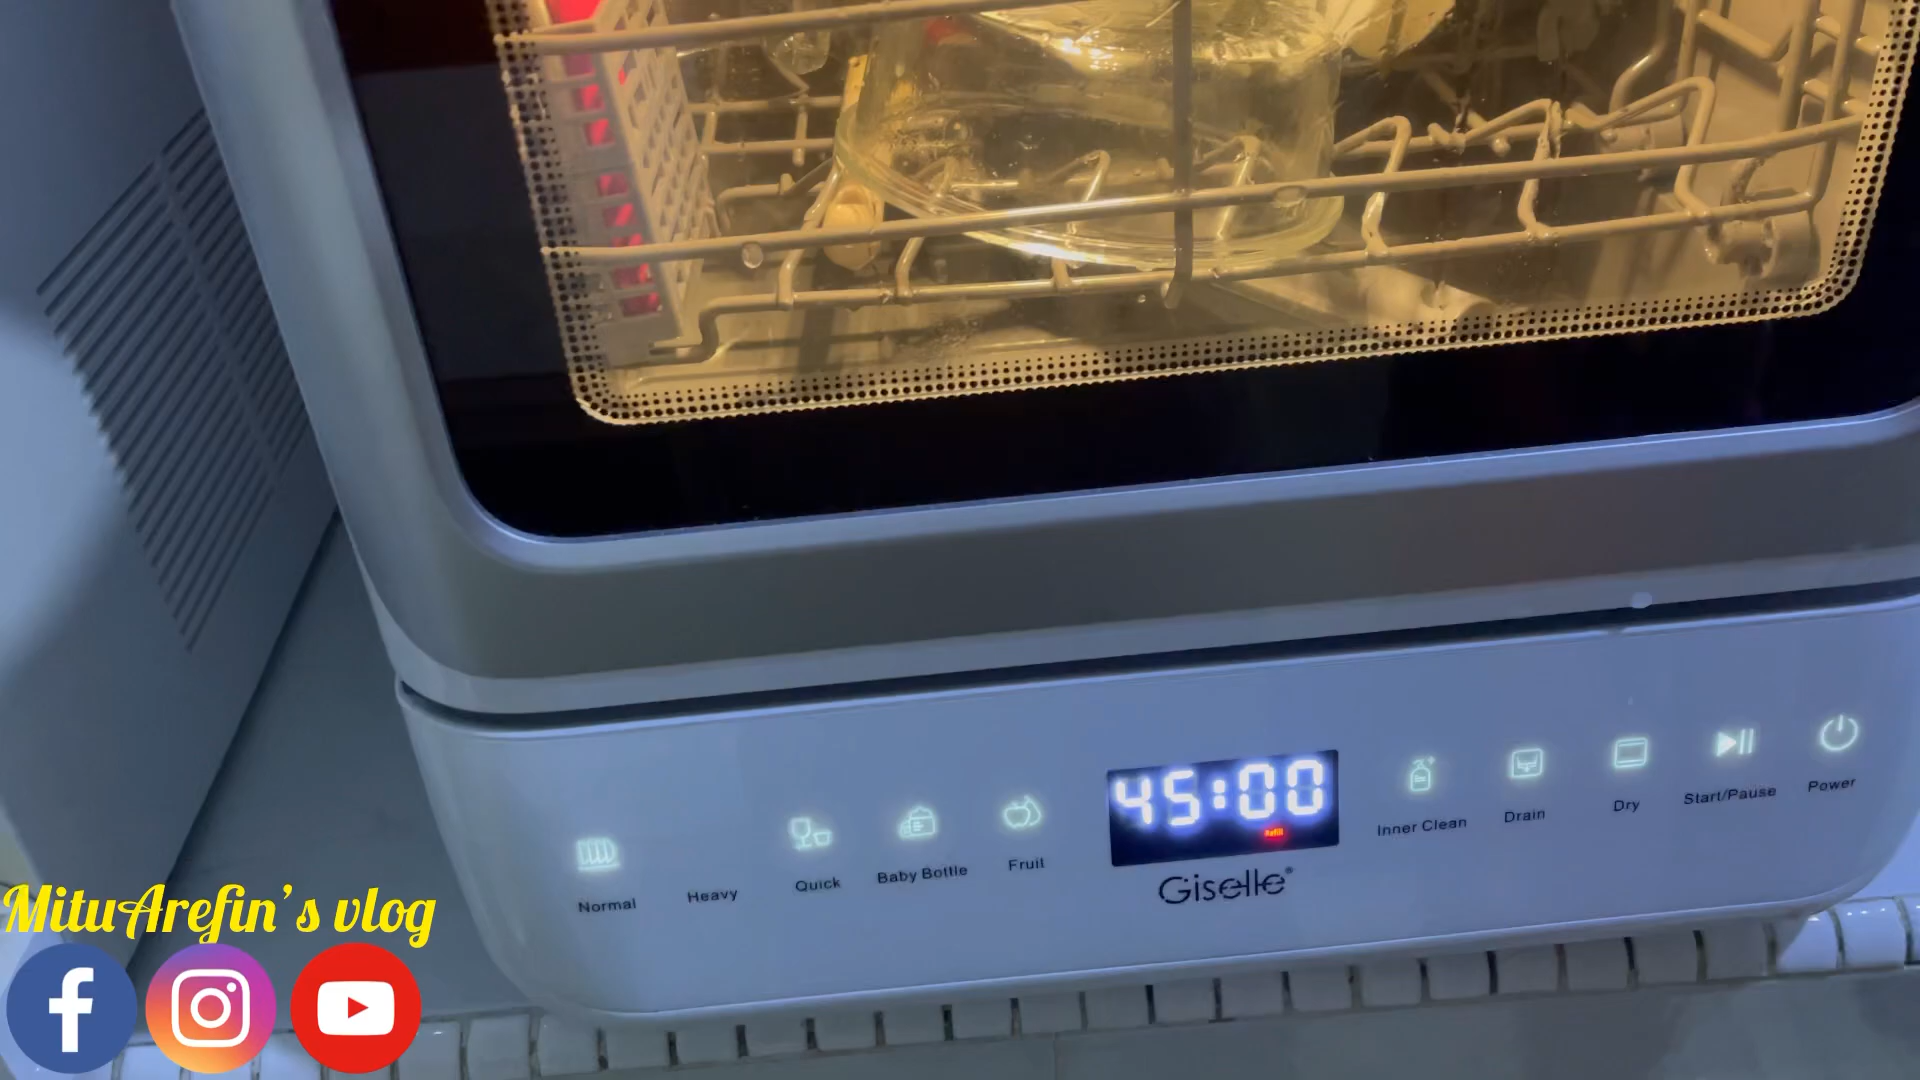 45:00
Refill
Giselle®
Normal
Heavy
Quick
Baby Bottle
Fruit
Inner Clean
Drain
Dry
Start/Pause
Power
MituArefin's vlog